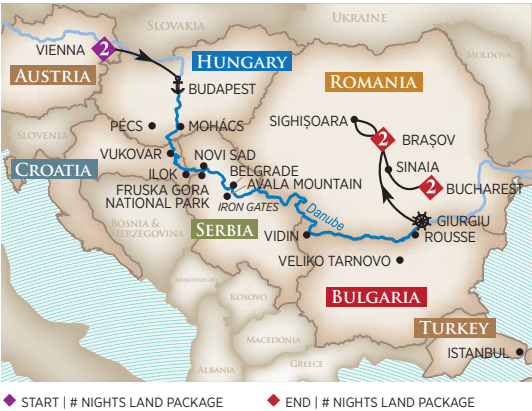 UKRAINE
SLOVAKIA
VIENNA
2
HUNGARY
MOLDOVA
AUSTRIA
ROMANIA
BUDAPEST
SIGHIȘOARA
PÉCS
MOHÁCS
2
BRAȘOV
SLOVENIA
VUKOVAR
NOVI SAD
SINAIA
CROATIA
ILOK
BELGRADE
2
BUCHAREST
FRUSKA GORA
NATIONAL PARK
AVALA MOUNTAIN
IRON GATES
Danube
BOSNIA &
HERZEGOVINA
SERBIA
GIURGIU
VIDIN
ROUSSE
VELIKO TARNOVO
MONTENEGRO
KOSOVO
BULGARIA
MACEDONIA
TURKEY
ALBANIA
GREECE
ISTANBUL
START | # NIGHTS LAND PACKAGE
END | # NIGHTS LAND PACKAGE